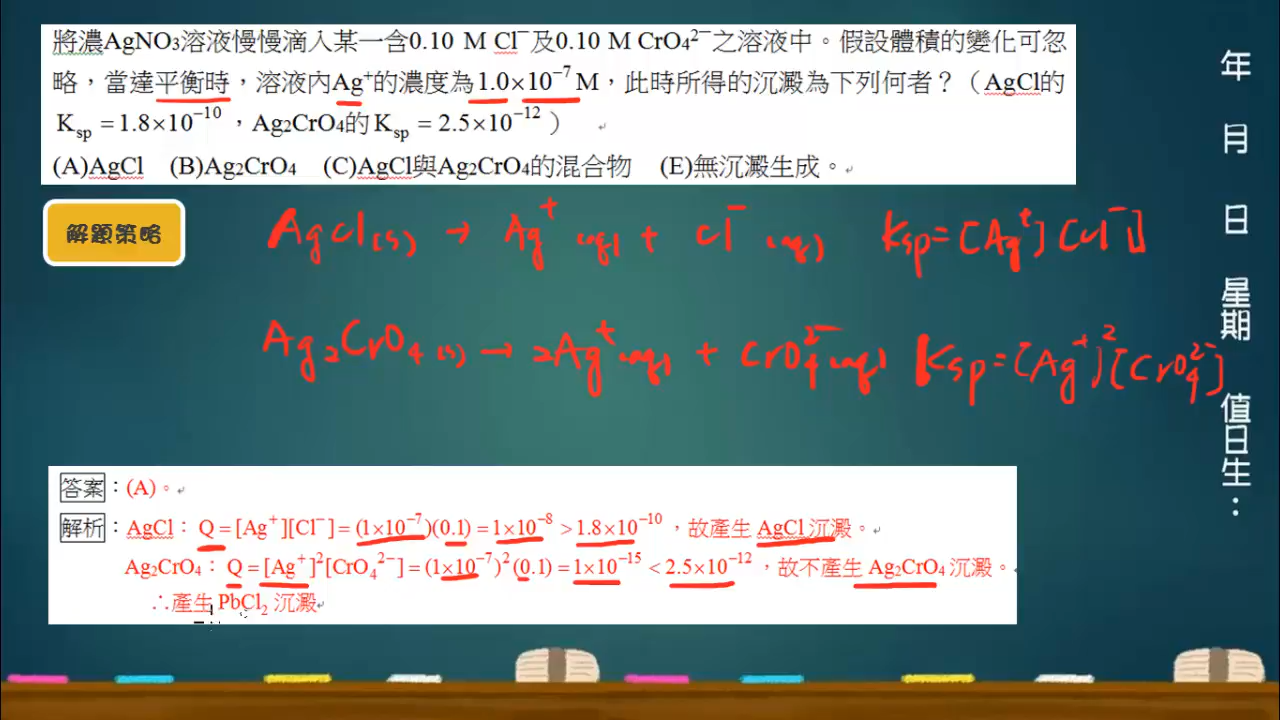 將濃AgNO₃溶液慢慢滴入某一含0.10 M Cl⁻及0.10 M CrO₄²⁻之溶液中。假設體積的變化可忽
略，當達平衡時，溶液內Ag⁺的濃度為1.0×10⁻⁷M，此時所得的沉澱為下列何者？（AgCl的
Ksp＝1.8×10⁻¹⁰，Ag₂CrO₄的Ksp＝2.5×10⁻¹²）
(A)AgCl (B)Ag₂CrO₄ (C)AgCl與Ag₂CrO₄的混合物 (E)無沉澱生成。
解題策略
AgCl(s) → Ag⁺(aq) + Cl⁻(aq) Ksp=[Ag⁺][Cl⁻]
Ag₂CrO₄(s) → 2Ag⁺(aq) + CrO₄²⁻(aq) Ksp=[Ag⁺]²[CrO₄²⁻]
答案：(A)。
解析：AgCl：Q＝[Ag⁺][Cl⁻]＝(1×10⁻⁷)(0.1)＝1×10⁻⁸＞1.8×10⁻¹⁰，故產生AgCl沉澱。
Ag₂CrO₄：Q＝[Ag⁺]²[CrO₄²⁻]＝(1×10⁻⁷)²(0.1)＝1×10⁻¹⁵＜2.5×10⁻¹²，故不產生Ag₂CrO₄沉澱。
∴產生PbCl₂沉澱
年 月 日 星期 值日生：